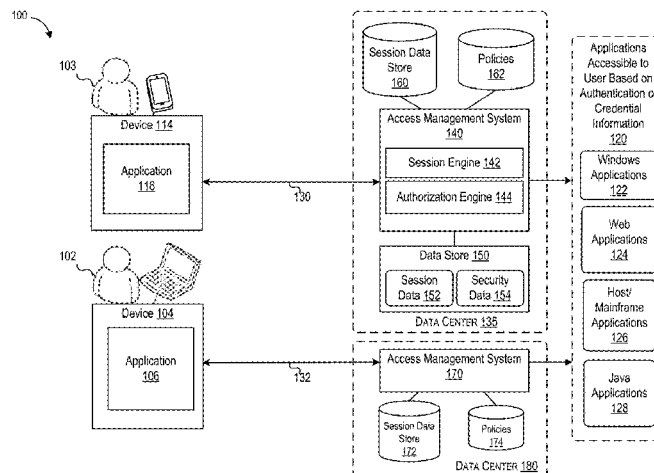 100
103
Device 114
Application
118
130
102
Device 104
Application
106
132
Session Data
Store
160
Policies
162
Access Management System
140
Session Engine 142
Authorization Engine 144
Data Store 150
Session
Data 152
Security
Data 154
DATA CENTER 135
Access Management System
170
Session Data
Store
172
Policies
174
DATA CENTER 180
Applications
Accessible to
User Based on
Authentication of
Credential
Information
120
Windows
Applications
122
Web
Applications
124
Host/
Mainframe
Applications
126
Java
Applications
128